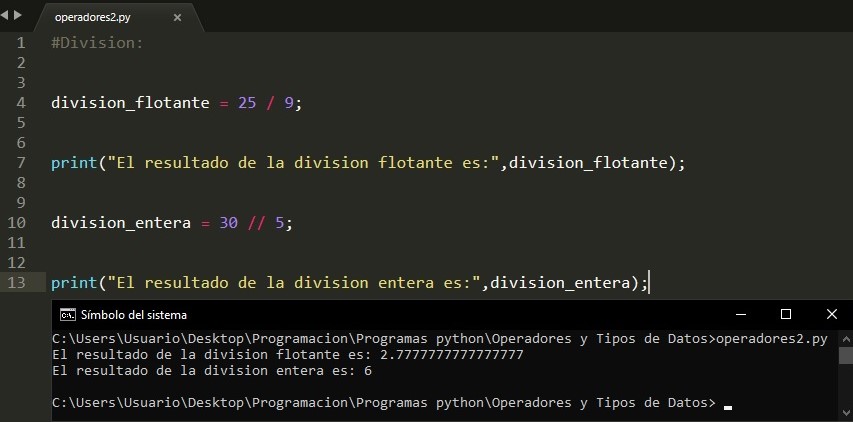 operadores2.py ×
1 #Division:
2
3
4 division_flotante = 25 / 9;
5
6
7 print("El resultado de la division flotante es:",division_flotante);
8
9
10 division_entera = 30 // 5;
11
12
13 print("El resultado de la division entera es:",division_entera);
C:\. Símbolo del sistema
C:\Users\Usuario\Desktop\Programacion\Programas python\Operadores y Tipos de Datos>operadores2.py
El resultado de la division flotante es: 2.7777777777777777
El resultado de la division entera es: 6
C:\Users\Usuario\Desktop\Programacion\Programas python\Operadores y Tipos de Datos>